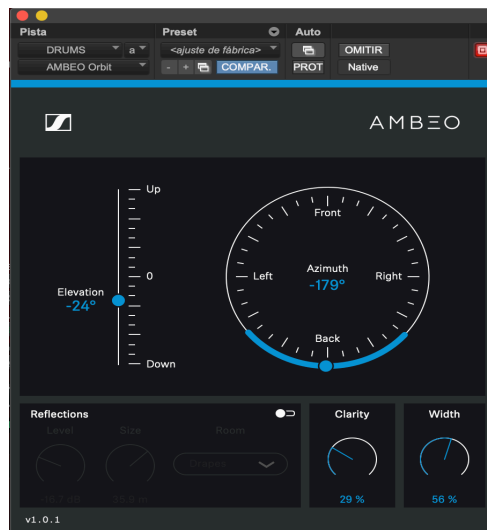 Pista Preset Auto
DRUMS a <ajuste de fábrica> OMITIR
AMBEO Orbit - + COMPAR. PROT Native
AMBEO
Up
Front
0 Left Azimuth Right
Elevation -179°
-24°
Back
Down
Reflections Clarity Width
Level Size Room
29 % 56 %
v1.0.1